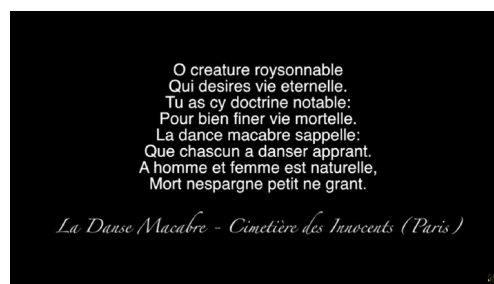 O creature roysonnable
Qui desires vie eternelle.
Tu as cy doctrine notable:
Pour bien finer vie mortelle.
La dance macabre sappelle:
Que chascun a danser apprant.
A homme et femme est naturelle,
Mort nespargne petit ne grant.
La Danse Macabre - Cimetière des Innocents (Paris)